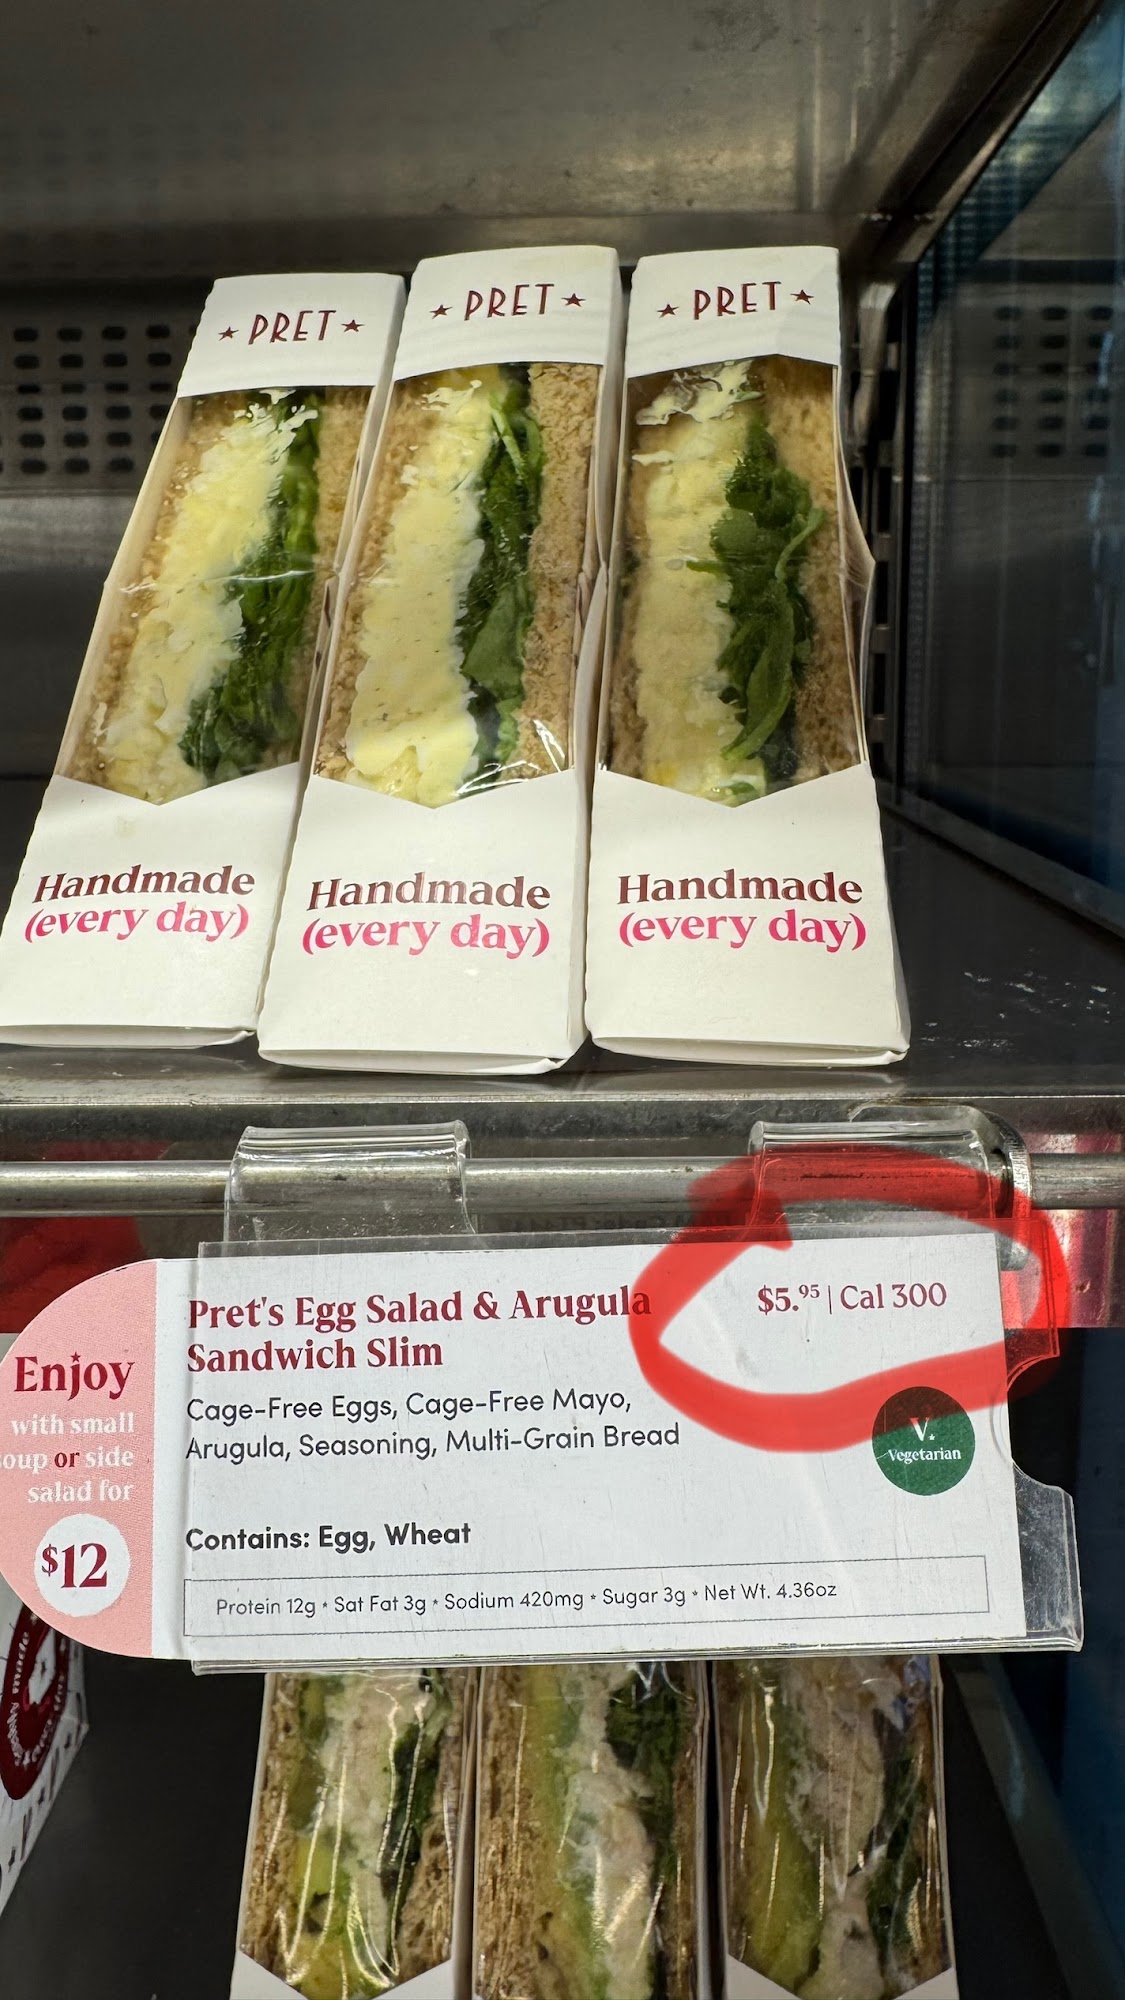 ★ PRET ★
★ PRET ★
★ PRET ★
Handmade
(every day)
Handmade
(every day)
Handmade
(every day)
Pret's Egg Salad & Arugula
Sandwich Slim
$5.95 | Cal 300
Cage-Free Eggs, Cage-Free Mayo,
Arugula, Seasoning, Multi-Grain Bread
V.
Vegetarian
Contains: Egg, Wheat
Protein 12g • Sat Fat 3g • Sodium 420mg • Sugar 3g • Net Wt. 4.36oz
Enjoy
with small
oup or side
salad for
$12